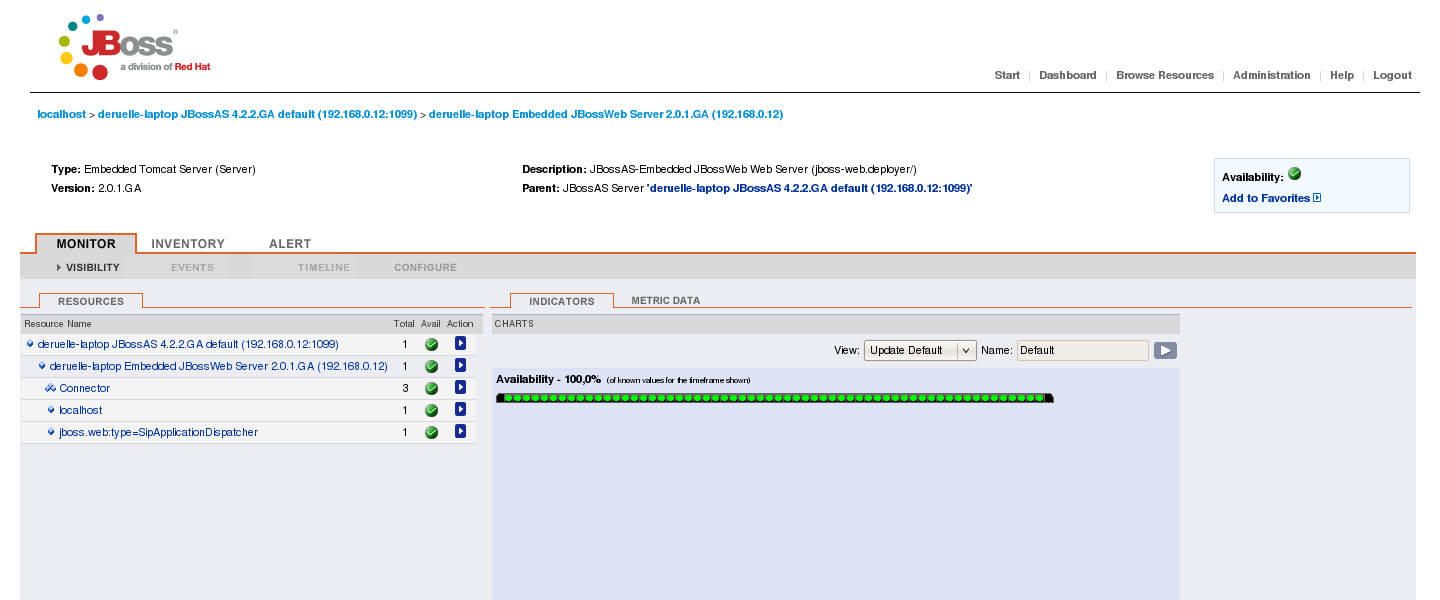 JBoss®
a division of Red Hat
Start | Dashboard | Browse Resources | Administration | Help | Logout
localhost > deruelle-laptop JBossAS 4.2.2.GA default (192.168.0.12:1099) > deruelle-laptop Embedded JBossWeb Server 2.0.1.GA (192.168.0.12)
Type: Embedded Tomcat Server (Server) Description: JBossAS-Embedded JBossWeb Web Server (jboss-web.deployer/) Availability:
Version: 2.0.1.GA Parent: JBossAS Server 'deruelle-laptop JBossAS 4.2.2.GA default (192.168.0.12:1099)' Add to Favorites
MONITOR INVENTORY ALERT
VISIBILITY EVENTS TIMELINE CONFIGURE
RESOURCES
Resource Name Total Avail Action
deruelle-laptop JBossAS 4.2.2.GA default (192.168.0.12:1099) 1
deruelle-laptop Embedded JBossWeb Server 2.0.1.GA (192.168.0.12) 1
Connector 3
localhost 1
jboss.web:type=SipApplicationDispatcher 1
INDICATORS METRIC DATA
CHARTS
View: Update Default Name: Default
Availability - 100,0% (of known values for the timeframe shown)